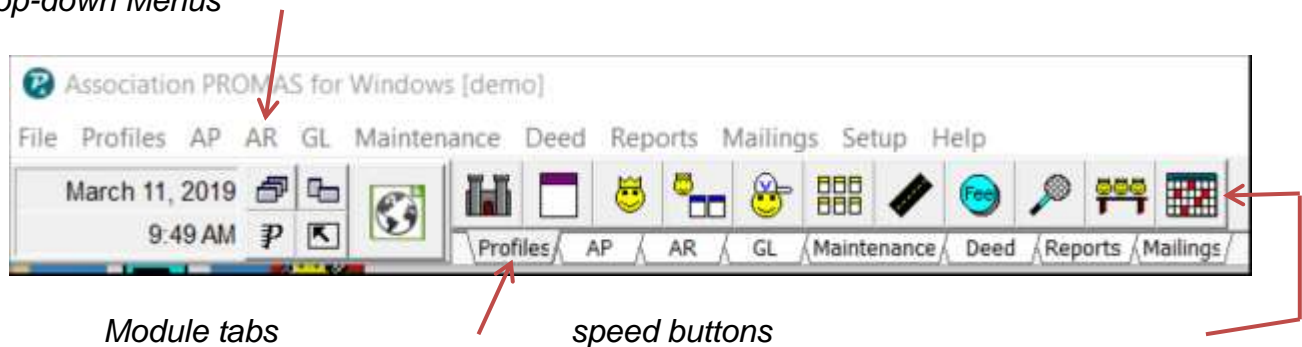 op-down Menus
Association PROMAS for Windows [demo]
File Profiles AP AR GL Maintenance Deed Reports Mailings Setup Help
March 11, 2019
9:49 AM
P
V
Fee
Profiles AP AR GL Maintenance Deed Reports Mailings
Module tabs speed buttons